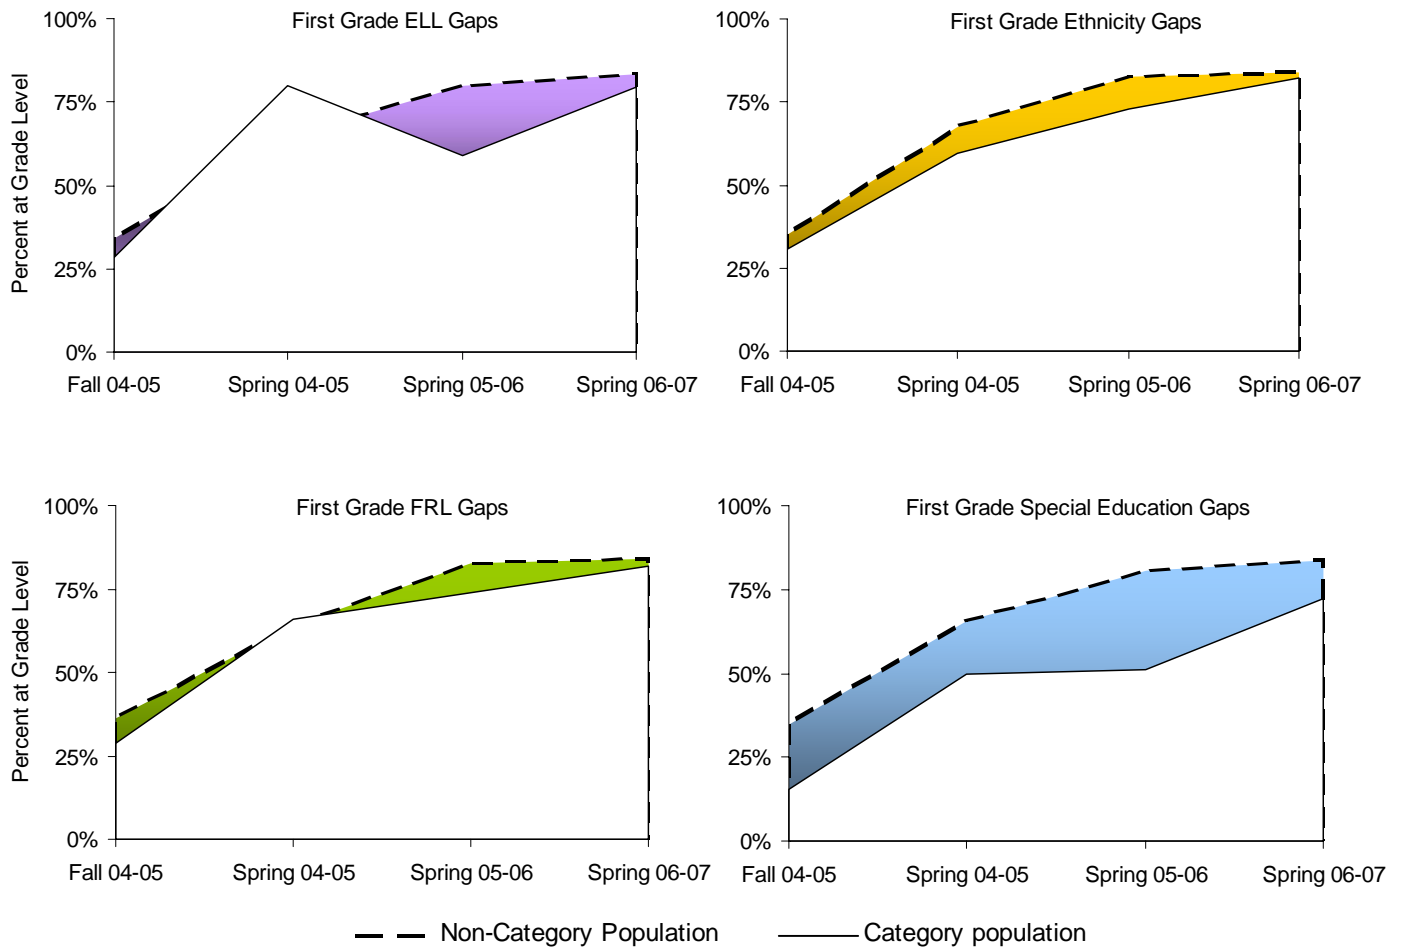 First Grade ELL Gaps
Percent at Grade Level
100%
75%
50%
25%
0%
Fall 04-05 Spring 04-05 Spring 05-06 Spring 06-07
First Grade Ethnicity Gaps
100%
75%
50%
25%
0%
Fall 04-05 Spring 04-05 Spring 05-06 Spring 06-07
First Grade FRL Gaps
Percent at Grade Level
100%
75%
50%
25%
0%
Fall 04-05 Spring 04-05 Spring 05-06 Spring 06-07
First Grade Special Education Gaps
100%
75%
50%
25%
0%
Fall 04-05 Spring 04-05 Spring 05-06 Spring 06-07
Non-Category Population Category population